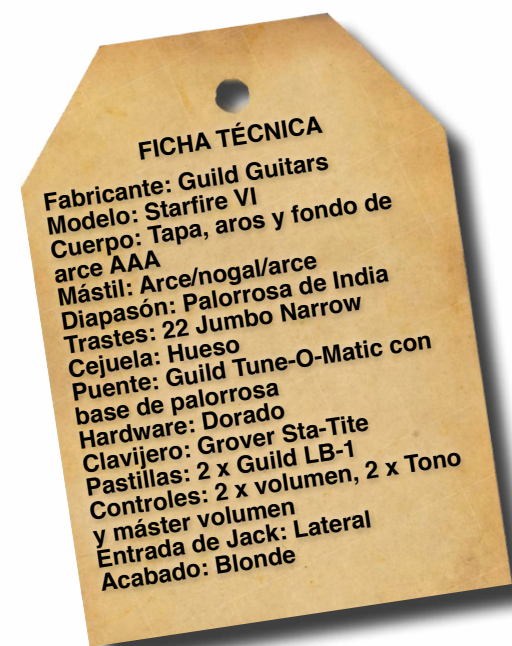 FICHA TÉCNICA
Fabricante: Guild Guitars
Modelo: Starfire VI
Cuerpo: Tapa, aros y fondo de
arce AAA
Mástil: Arce/nogal/arce
Diapasón: Palorrosa de India
Trastes: 22 Jumbo Narrow
Cejuela: Hueso
Puente: Guild Tune-O-Matic con
base de palorrosa
Hardware: Dorado
Clavijero: Grover Sta-Tite
Pastillas: 2 x Guild LB-1
Controles: 2 x volumen, 2 x Tono
y máster volumen
Entrada de Jack: Lateral
Acabado: Blonde